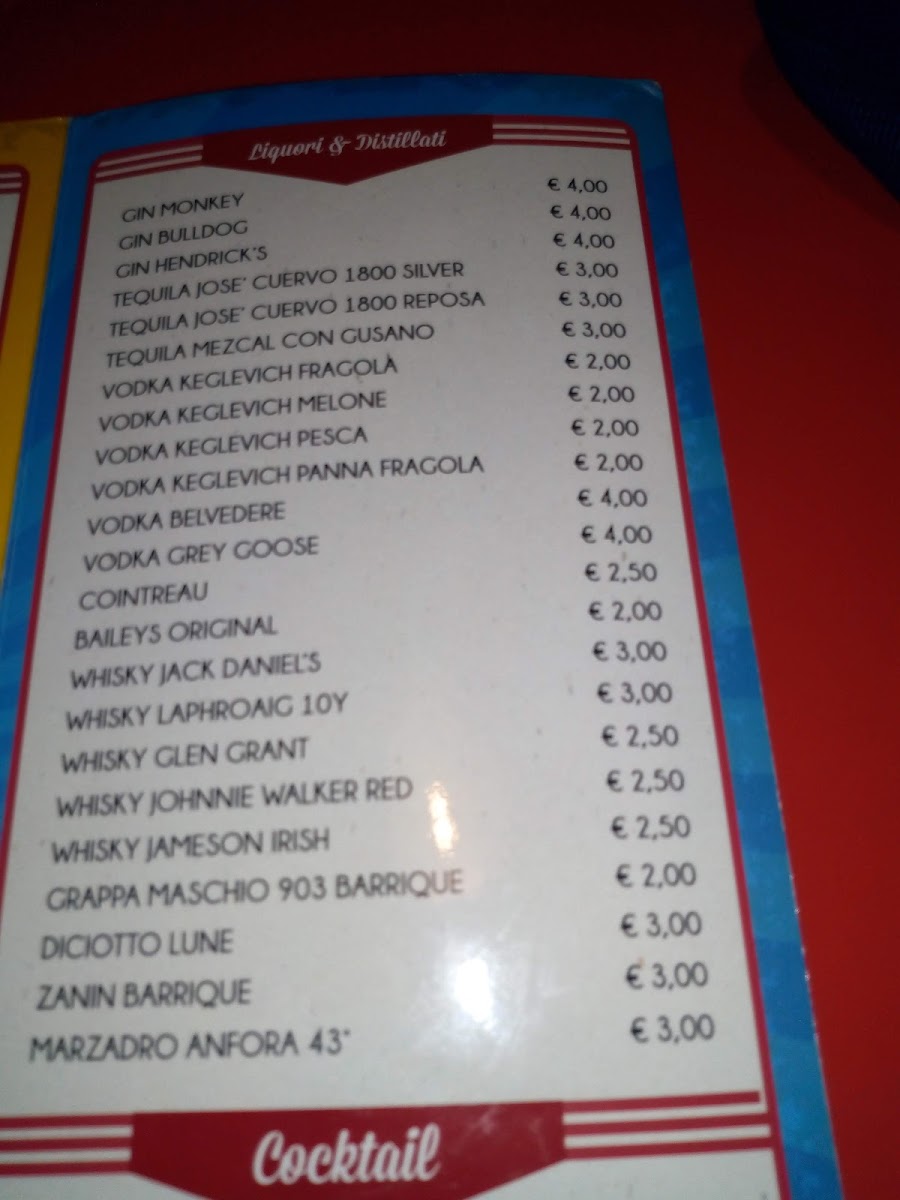 Liquori & Distillati
GIN MONKEY € 4,00
GIN BULLDOG € 4,00
GIN HENDRICK'S € 4,00
TEQUILA JOSE' CUERVO 1800 SILVER € 3,00
TEQUILA JOSE' CUERVO 1800 REPOSA € 3,00
TEQUILA MEZCAL CON GUSANO € 3,00
VODKA KEGLEVICH FRAGOLA € 2,00
VODKA KEGLEVICH MELONE € 2,00
VODKA KEGLEVICH PESCA € 2,00
VODKA KEGLEVICH PANNA FRAGOLA € 2,00
VODKA BELVEDERE € 4,00
VODKA GREY GOOSE € 4,00
COINTREAU € 2,50
BAILEYS ORIGINAL € 2,00
WHISKY JACK DANIEL'S € 3,00
WHISKY LAPHROAIG 10Y € 3,00
WHISKY GLEN GRANT € 2,50
WHISKY JOHNNIE WALKER RED € 2,50
WHISKY JAMESON IRISH € 2,50
GRAPPA MASCHIO 903 BARRIQUE € 2,00
DICIOTTO LUNE € 3,00
ZANIN BARRIQUE € 3,00
MARZADRO ANFORA 43° € 3,00
Cocktail